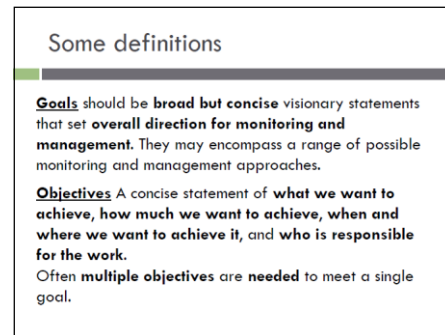 Some definitions
Goals should be broad but concise visionary statements
that set overall direction for monitoring and
management. They may encompass a range of possible
monitoring and management approaches.
Objectives A concise statement of what we want to
achieve, how much we want to achieve, when and
where we want to achieve it, and who is responsible
for the work.
Often multiple objectives are needed to meet a single
goal.